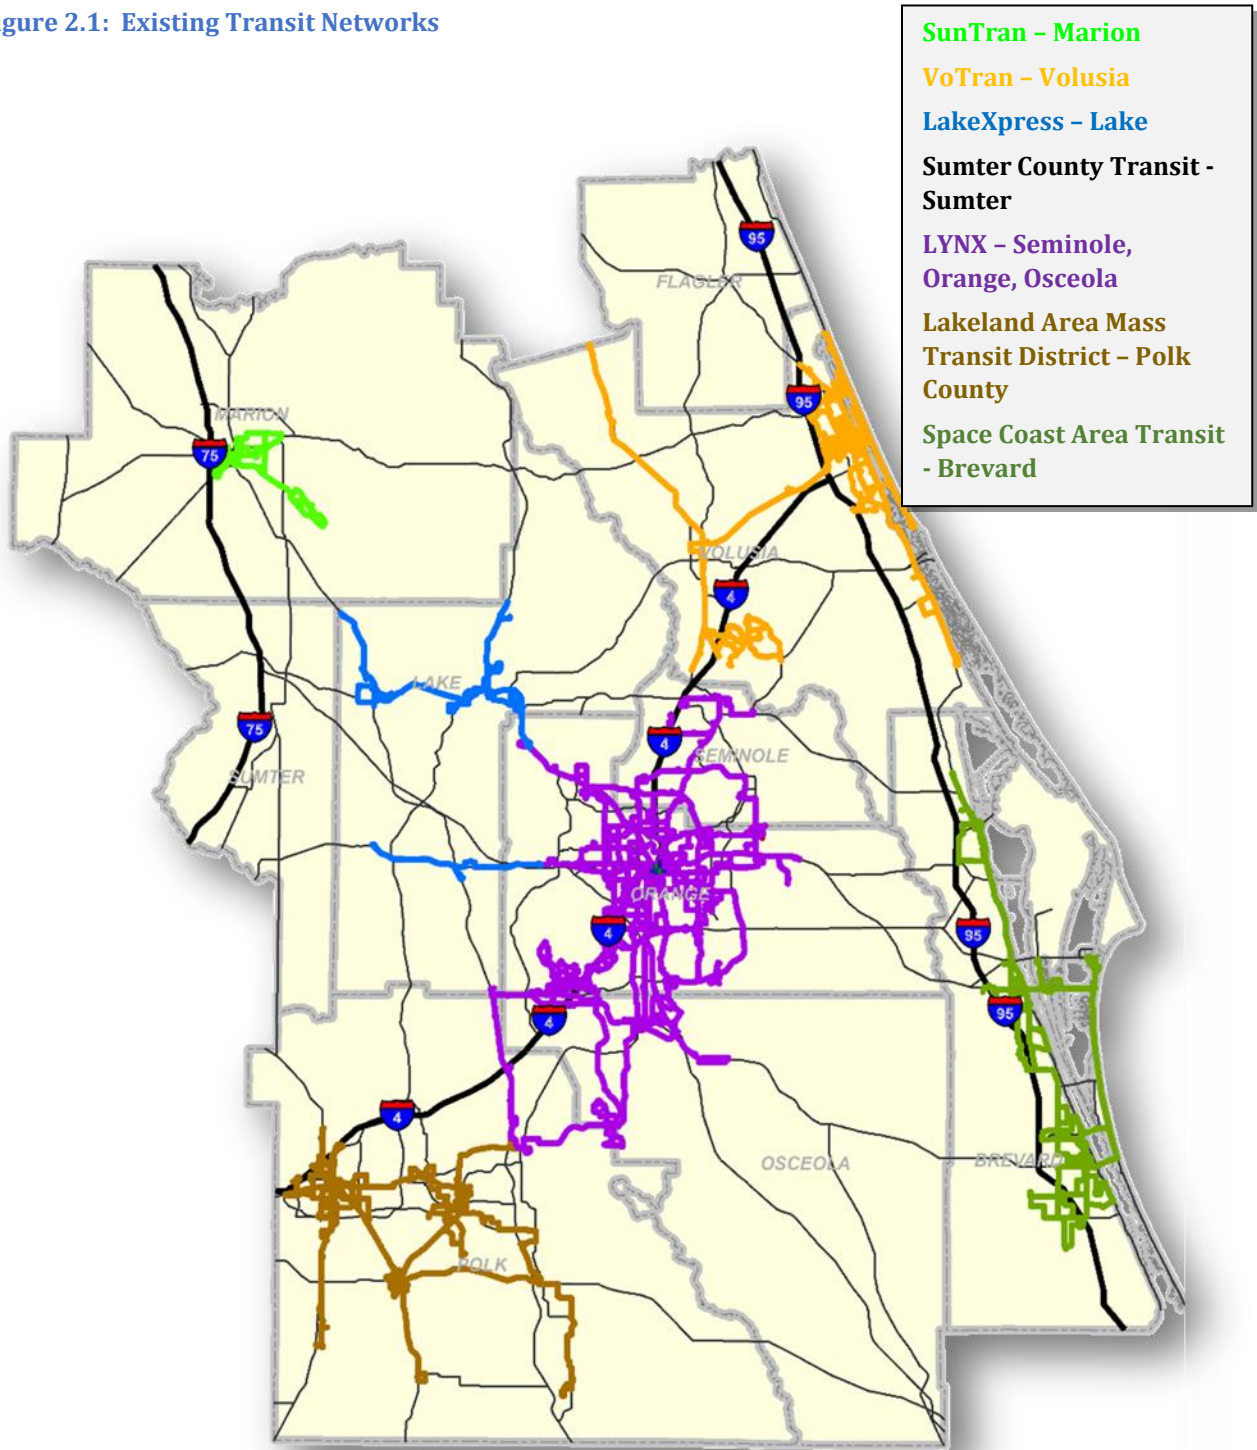 gure 2.1: Existing Transit Networks
SunTran – Marion
VoTran – Volusia
LakeXpress – Lake
Sumter County Transit -
Sumter
LYNX – Seminole,
Orange, Osceola
Lakeland Area Mass
Transit District – Polk
County
Space Coast Area Transit
- Brevard
95
FLAGLER
95
MARION
75
VOLUSIA
4
LAKE
75
4
SEMINOLE
SUMTER
ORANGE
4
95
95
4
4
OSCEOLA
BREVARD
POLK